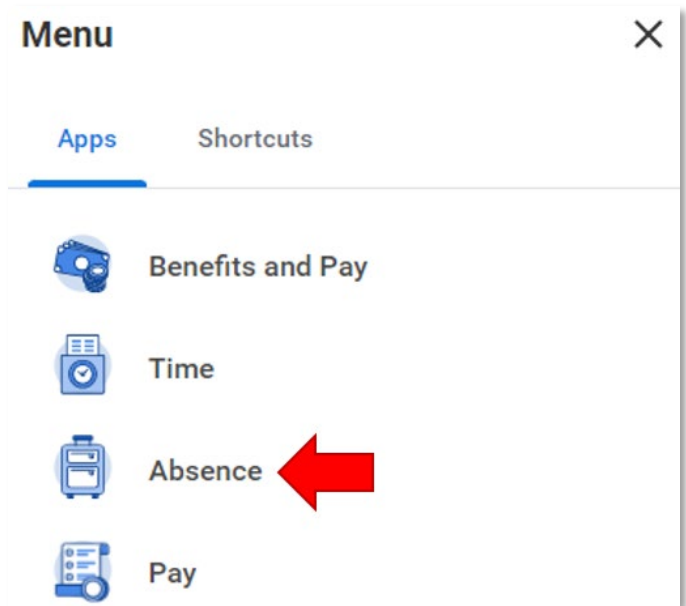 Menu
Apps Shortcuts
Benefits and Pay
Time
Absence
Pay